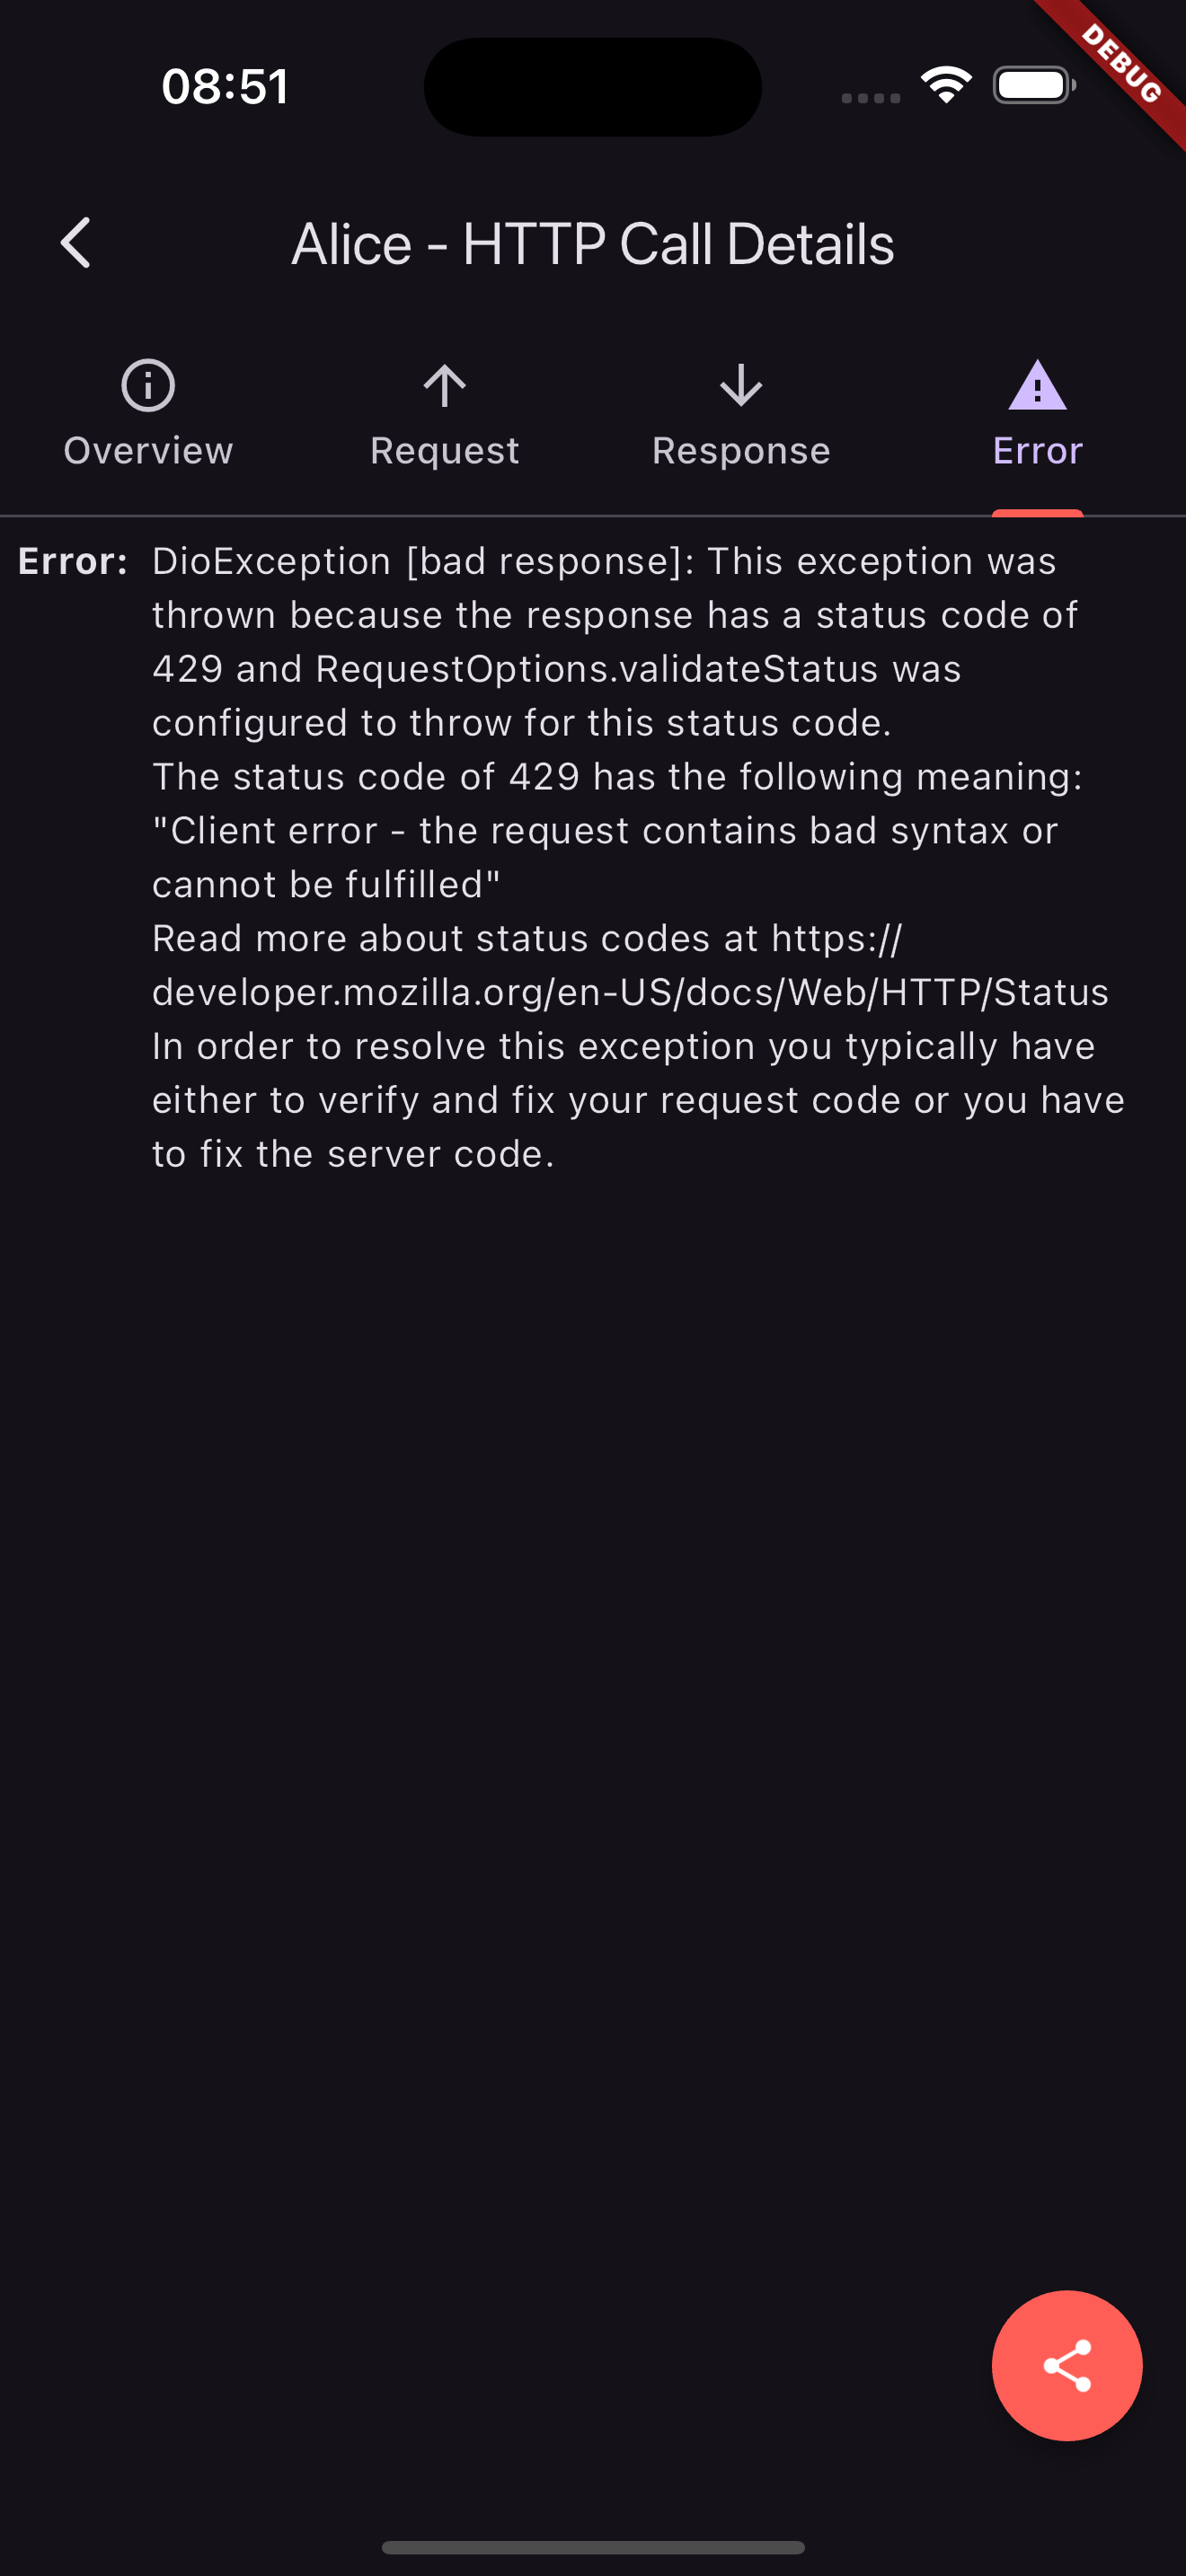 08:51
DEBUG
Alice - HTTP Call Details
Overview
Request
Response
Error
Error: DioException [bad response]: This exception was
thrown because the response has a status code of
429 and RequestOptions.validateStatus was
configured to throw for this status code.
The status code of 429 has the following meaning:
"Client error - the request contains bad syntax or
cannot be fulfilled"
Read more about status codes at https://
developer.mozilla.org/en-US/docs/Web/HTTP/Status
In order to resolve this exception you typically have
either to verify and fix your request code or you have
to fix the server code.